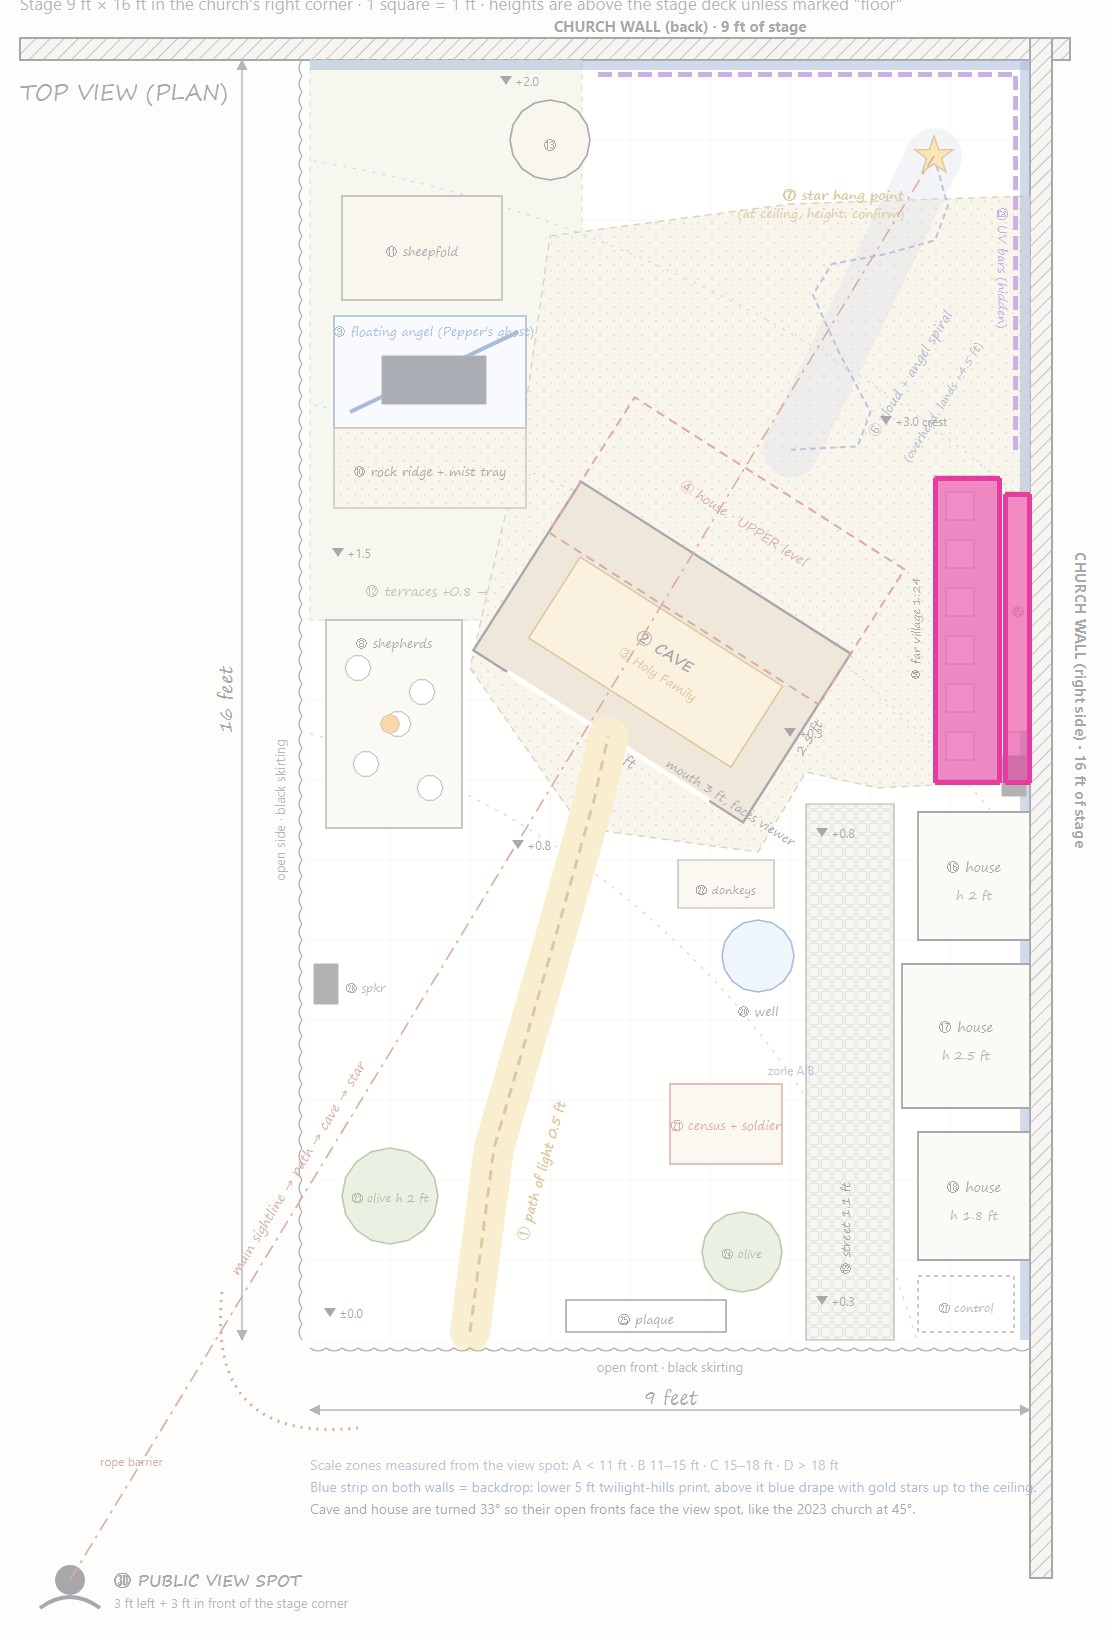 Stage 9 ft × 16 ft in the church's right corner · 1 square = 1 ft · heights are above the stage deck unless marked "floor"
CHURCH WALL (back) · 9 ft of stage
TOP VIEW (PLAN)
+2.0
⑬
⑦ star hang point
(at ceiling, height: confirm)
UV bars (hidden)
⑪ sheepfold
⑨ floating angel (Pepper's ghost)
⑥ cloud + angel spiral
(overhead, lands +4.5 ft)
+3.0 crest
⑩ rock ridge + mist tray
④ house · UPPER level
+1.5
⑫ terraces +0.8 →
⑭ far village 1:24
CHURCH WALL (right side) · 16 ft of stage
⑧ shepherds
② CAVE
③ Holy Family
16 feet
+0.3
2.5 ft
ft
mouth 3 ft, faces viewer
open side · black skirting
+0.8
+0.8
⑯ house
h 2 ft
㉒ donkeys
㉖ spkr
⑳ well
⑰ house
h 2.5 ft
zone A|B
main sightline → path → cave → star
① path of light 0.5 ft
㉑ census + soldier
⑱ house
h 1.8 ft
㉓ olive h 2 ft
⑲ street 1.1 ft
㉔ olive
±0.0
㉕ plaque
+0.3
㉗ control
open front · black skirting
9 feet
rope barrier
Scale zones measured from the view spot: A < 11 ft · B 11–15 ft · C 15–18 ft · D > 18 ft
Blue strip on both walls = backdrop: lower 5 ft twilight-hills print, above it blue drape with gold stars up to the ceiling.
Cave and house are turned 33° so their open fronts face the view spot, like the 2023 church at 45°.
㉚ PUBLIC VIEW SPOT
3 ft left + 3 ft in front of the stage corner